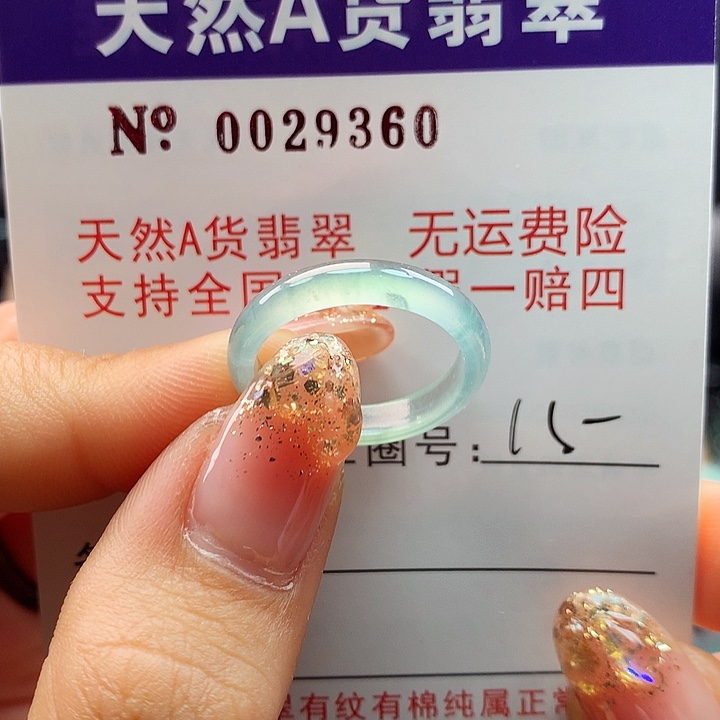 天然A货翡翠
Nº 0029360
天然A货翡翠 无运费险
支持全国 一赔四
圈号:15-
有纹有棉纯属正常